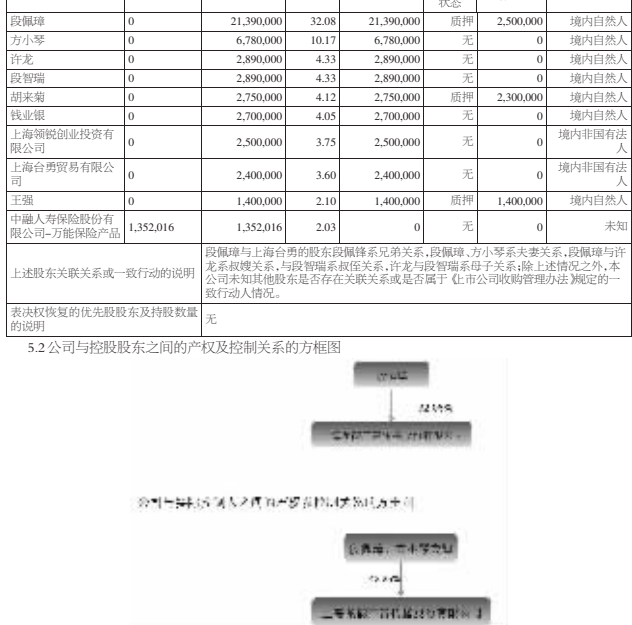 状态
段佩璋 0 21,390,000 32.08 21,390,000 质押 2,500,000 境内自然人
方小琴 0 6,780,000 10.17 6,780,000 无 0 境内自然人
许龙 0 2,890,000 4.33 2,890,000 无 0 境内自然人
段智瑞 0 2,890,000 4.33 2,890,000 无 0 境内自然人
胡来菊 0 2,750,000 4.12 2,750,000 质押 2,300,000 境内自然人
钱业银 0 2,700,000 4.05 2,700,000 无 0 境内自然人
上海领锐创业投资有
限公司 0 2,500,000 3.75 2,500,000 无 0 境内非国有法
人
上海台勇贸易有限公
司 0 2,400,000 3.60 2,400,000 无 0 境内非国有法
人
王强 0 1,400,000 2.10 1,400,000 质押 1,400,000 境内自然人
中融人寿保险股份有
限公司-万能保险产品 1,352,016 1,352,016 2.03 0 无 0 未知
上述股东关联关系或一致行动的说明
段佩璋与上海台勇的股东段佩锋系兄弟关系,段佩璋、方小琴系夫妻关系,段佩璋与许
龙系叔嫂关系,与段智瑞系叔侄关系,许龙与段智瑞系母子关系;除上述情况之外,本
公司未知其他股东是否存在关联关系或是否属于《上市公司收购管理办法》规定的一
致行动人情况。
表决权恢复的优先股股东及持股数量
的说明 无
5.2 公司与控股股东之间的产权及控制关系的方框图